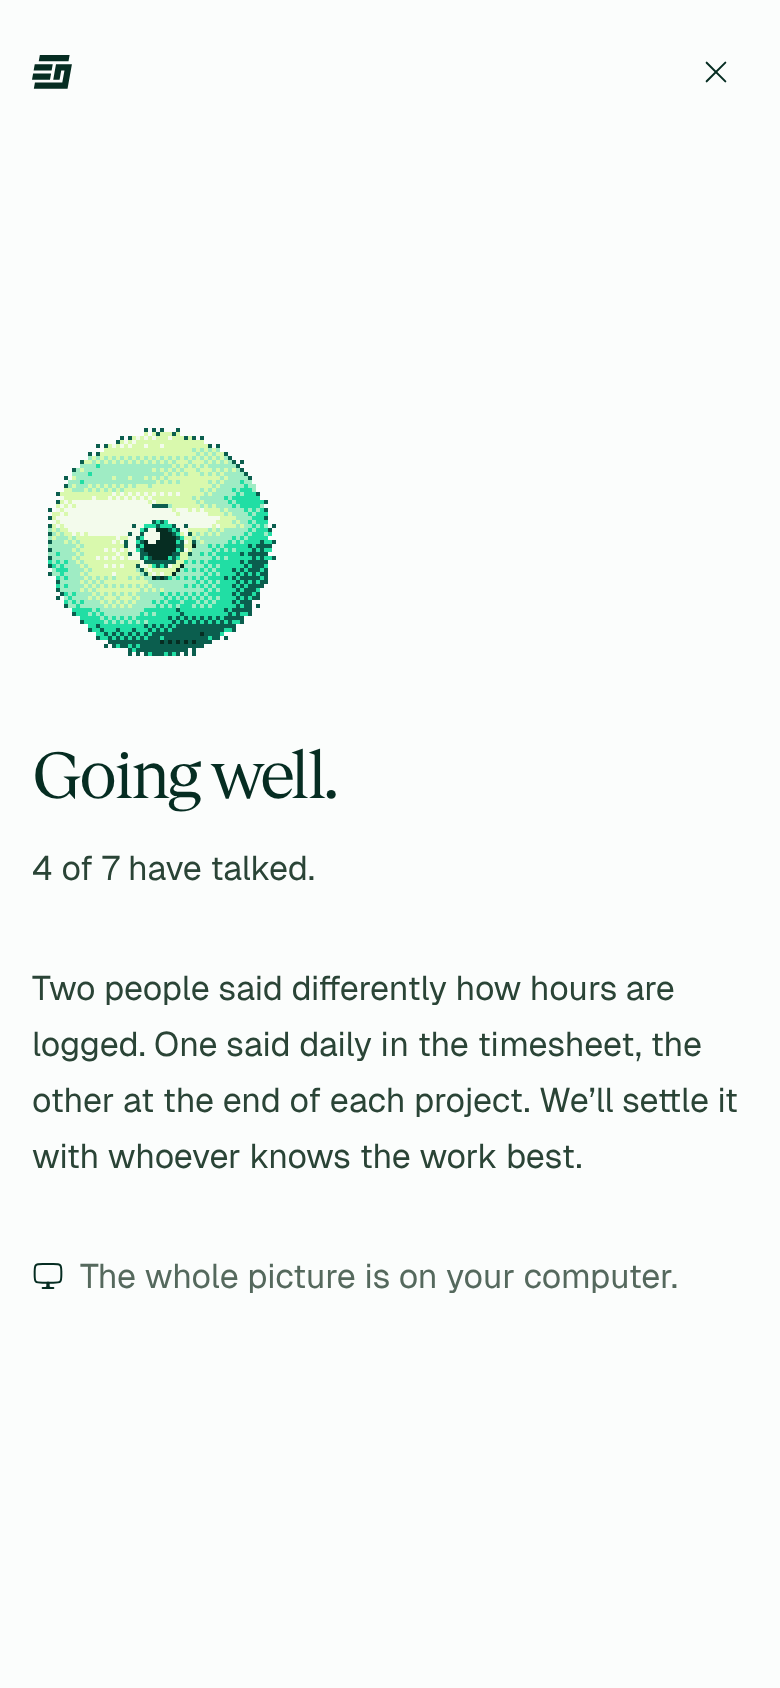 Going well.
4 of 7 have talked.
Two people said differently how hours are
logged. One said daily in the timesheet, the
other at the end of each project. We’ll settle it
with whoever knows the work best.
The whole picture is on your computer.